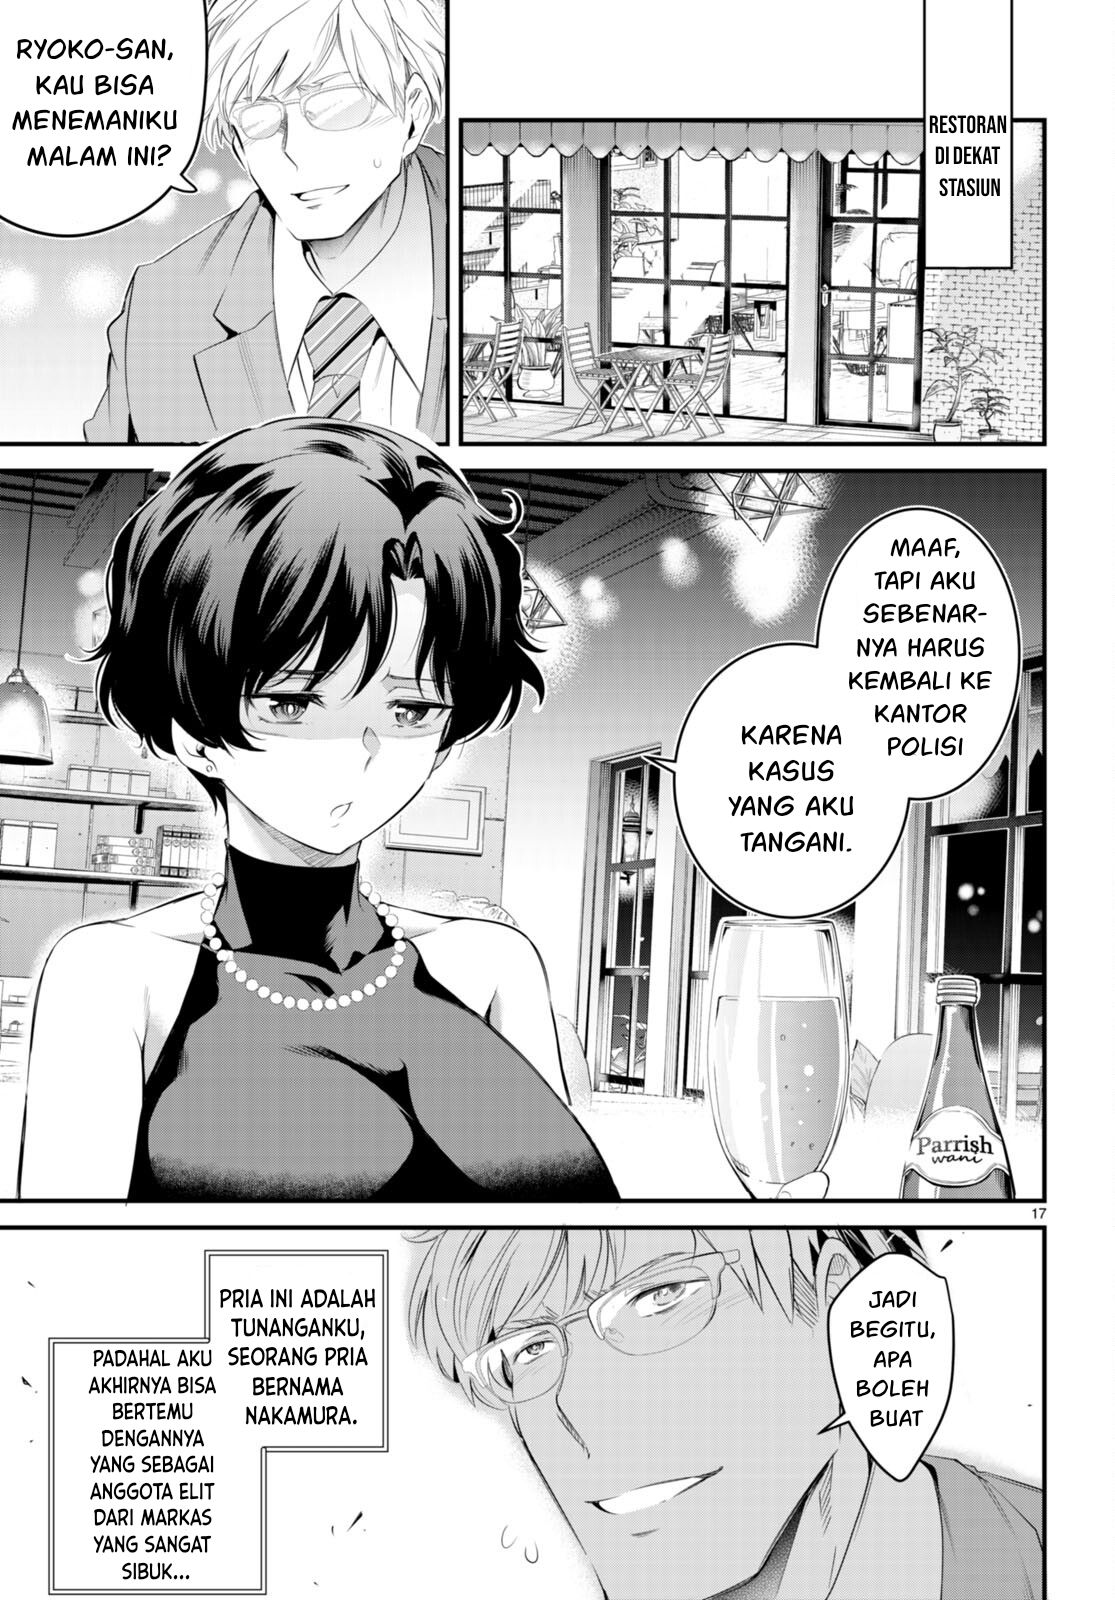 RESTORAN
DI DEKAT
STASIUN
RYOKO-SAN,
KAU BISA
MENEMANIKU
MALAM INI?
MAAF,
TAPI AKU
SEBENAR-
NYA HARUS
KEMBALI KE
KANTOR
POLISI
KARENA
KASUS
YANG AKU
TANGANI.
Parrish
wani
17
JADI
BEGITU,
APA
BOLEH
BUAT
PRIA INI ADALAH
TUNANGANKU,
SEORANG PRIA
BERNAMA
NAKAMURA.
PADAHAL AKU
AKHIRNYA BISA
BERTEMU
DENGANNYA
YANG SEBAGAI
ANGGOTA ELIT
DARI MARKAS
YANG SANGAT
SIBUK...